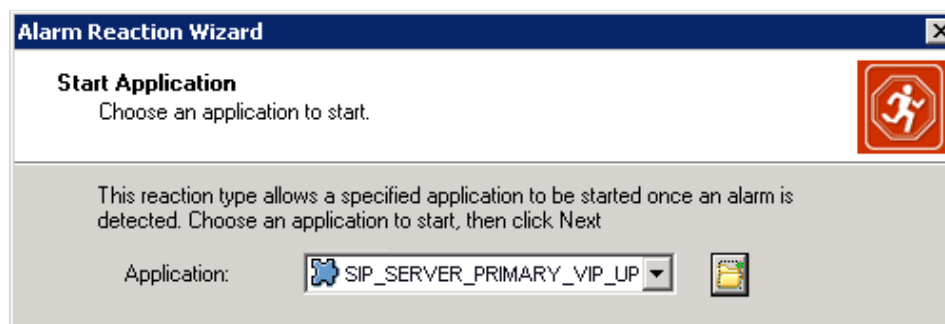 Alarm Reaction Wizard
Start Application
Choose an application to start.
This reaction type allows a specified application to be started once an alarm is
detected. Choose an application to start, then click Next
Application: SIP_SERVER_PRIMARY_VIP_UP